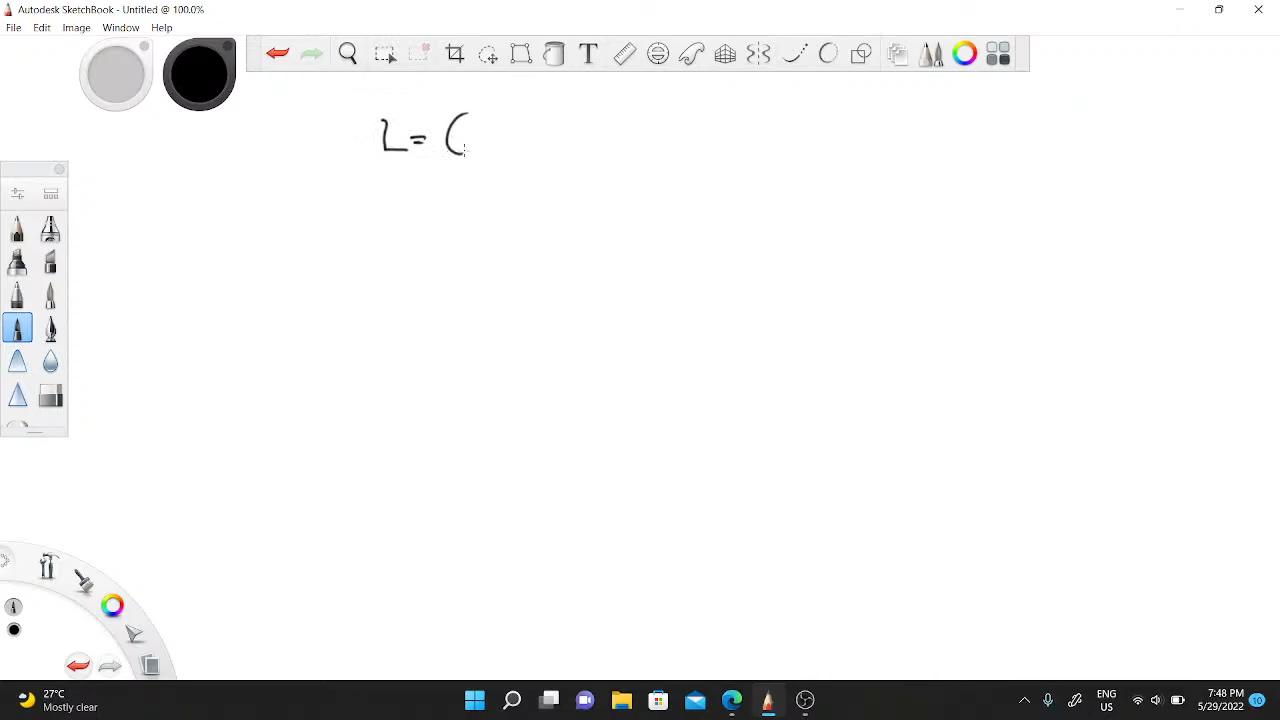 Autodesk SketchBook - Untitled @ 100.0%
File Edit Image Window Help
T
L= (
27°C
Mostly clear
ENG
US
7:48 PM
5/29/2022
10